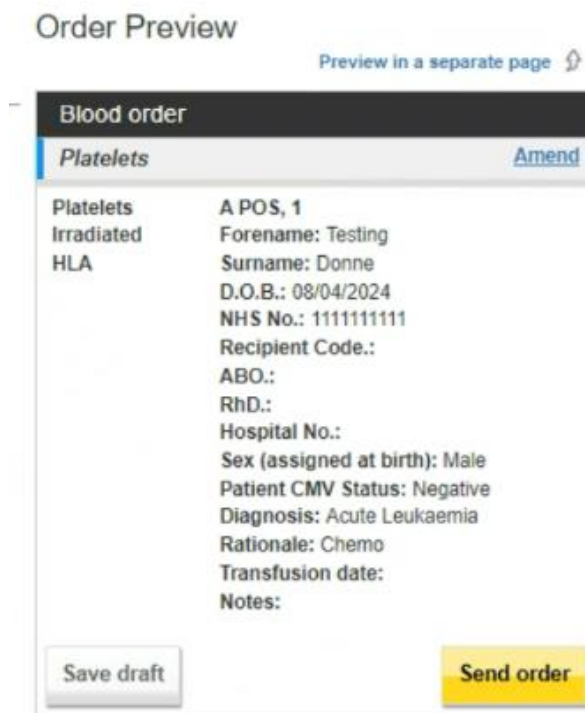 Order Preview
Preview in a separate page
Blood order
Platelets Amend
Platelets A POS, 1
Irradiated Forename: Testing
HLA Surname: Donne
D.O.B.: 08/04/2024
NHS No.: 1111111111
Recipient Code.:
ABO.:
RhD.:
Hospital No.:
Sex (assigned at birth): Male
Patient CMV Status: Negative
Diagnosis: Acute Leukaemia
Rationale: Chemo
Transfusion date:
Notes:
Save draft Send order